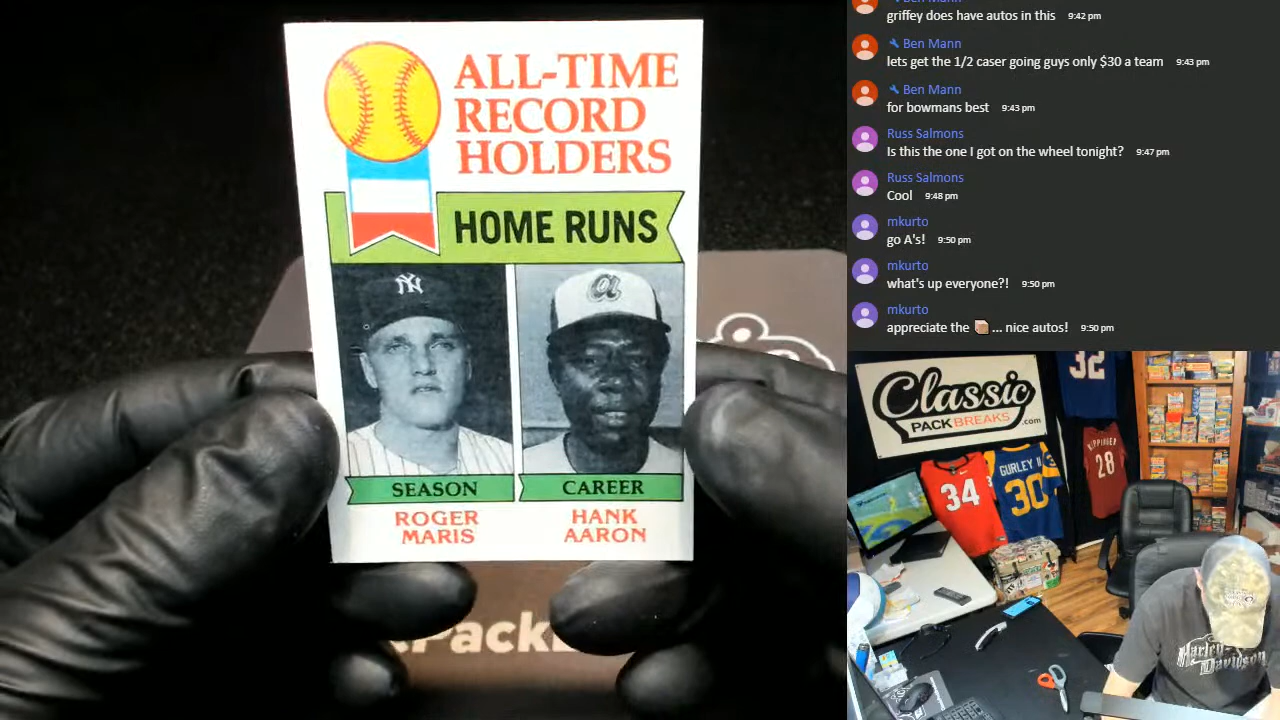 ALL-TIME
RECORD
HOLDERS
HOME RUNS
SEASON
CAREER
ROGER
MARIS
HANK
AARON
griffey does have autos in this 9:42 pm
Ben Mann
lets get the 1/2 caser going guys only $30 a team 9:43 pm
Ben Mann
for bowmans best 9:43 pm
Russ Salmons
Is this the one I got on the wheel tonight? 9:47 pm
Russ Salmons
Cool 9:48 pm
mkurto
go A's! 9:50 pm
mkurto
what's up everyone?! 9:50 pm
mkurto
appreciate the ... nice autos! 9:50 pm
Classic
PACKBREAKS.com
32
34
GURLEY II
30
28
Harley-
Davidson